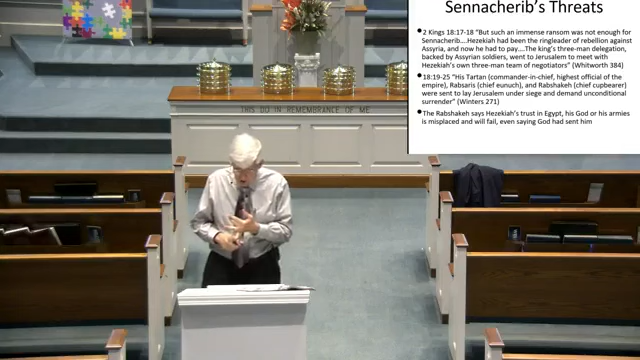 Sennacherib's Threats
•2 Kings 18:17-18 "But such an immense ransom was not enough for
Sennacherib....Hezekiah had been the ringleader of rebellion against
Assyria, and now he had to pay....The king's three-man delegation,
backed by Assyrian soldiers, went to Jerusalem to meet with
Hezekiah's own three-man team of negotiators" (Whitworth 384)
•18:19-25 "His Tartan (commander-in-chief, highest official of the
empire), Rabsaris (chief eunuch), and Rabshakeh (chief cupbearer)
were sent to lay Jerusalem under siege and demand unconditional
surrender" (Winters 271)
•The Rabshakeh says Hezekiah's trust in Egypt, his God or his armies
is misplaced and will fail, even saying God had sent him
THIS DO IN REMEMBRANCE OF ME